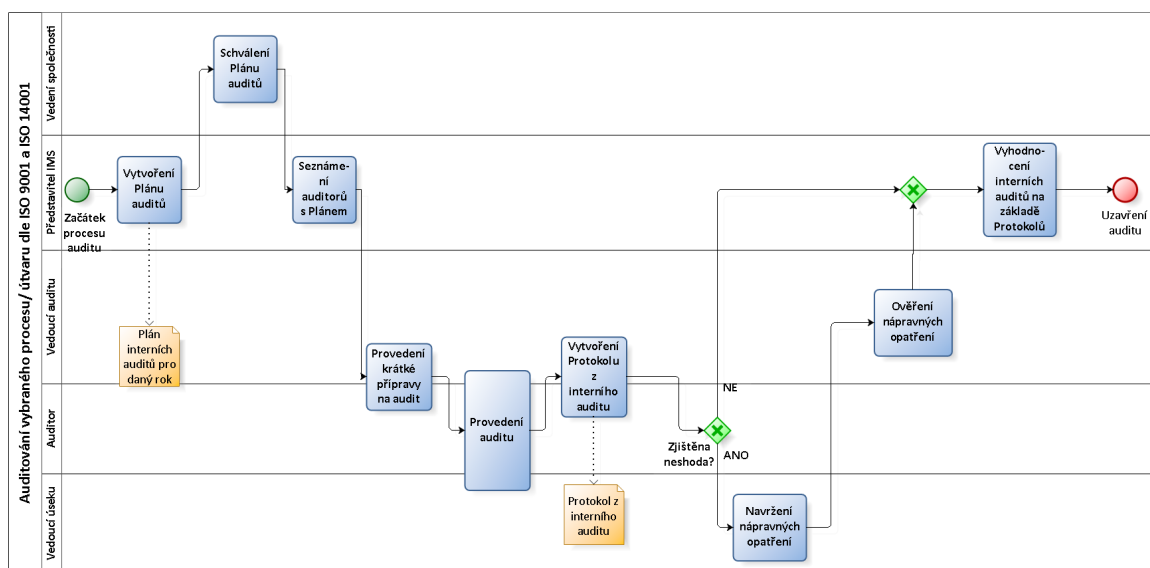 Auditování vybraného procesu/ útvaru dle ISO 9001 a ISO 14001
Vedení společnosti
Schválení
Plánu
auditů
Představitel IMS
Začátek
procesu
auditu
Vytvoření
Plánu
auditů
Seznáme-
ní
auditorů
s Plánem
Vyhodno-
cení
interních
auditů na
základě
Protokolů
Uzavření
auditu
Vedoucí auditu
Plán
interních
auditů pro
daný rok
Provedení
krátké
přípravy
na audit
Vytvoření
Protokolu
z
interního
auditu
Ověření
nápravných
opatření
Auditor
Provedení
auditu
NE
Zjištěna
neshoda?
ANO
Vedoucí úseku
Protokol z
interního
auditu
Navržení
nápravných
opatření